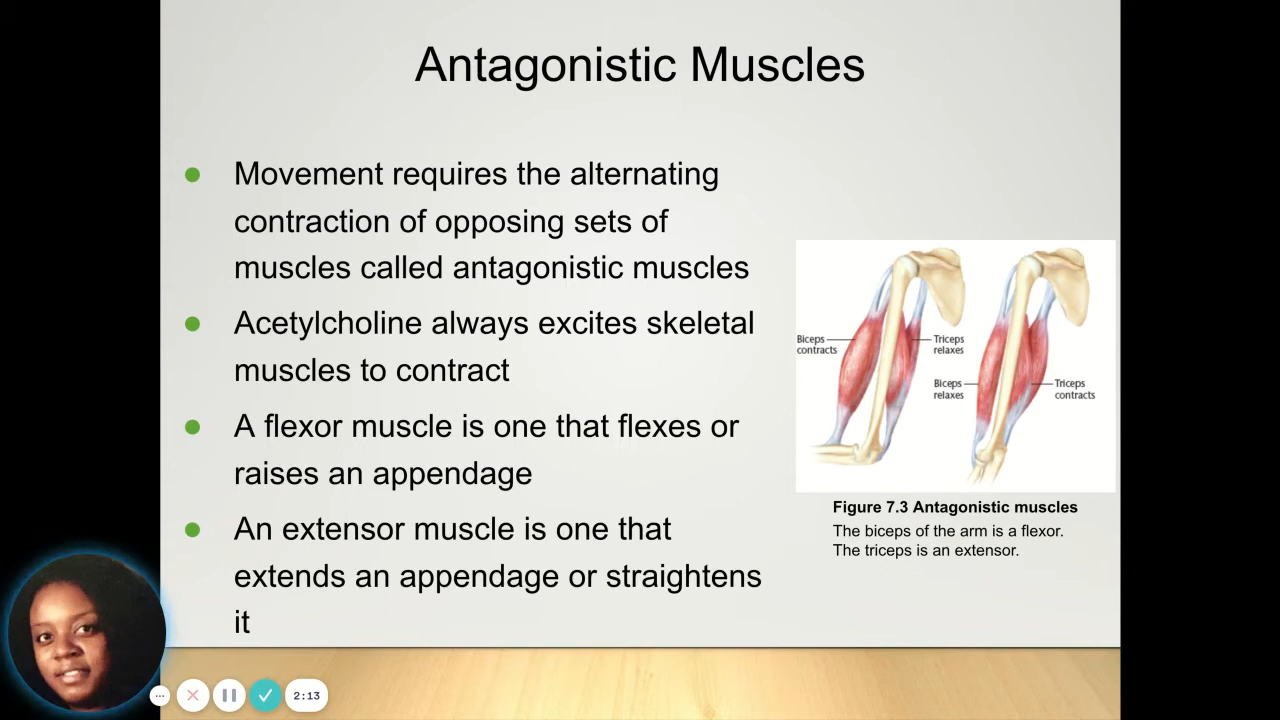 Antagonistic Muscles
● Movement requires the alternating
contraction of opposing sets of
muscles called antagonistic muscles
● Acetylcholine always excites skeletal
muscles to contract
● A flexor muscle is one that flexes or
raises an appendage
● An extensor muscle is one that
extends an appendage or straightens
it
Biceps
contracts
Triceps
relaxes
Biceps
relaxes
Triceps
contracts
Figure 7.3 Antagonistic muscles
The biceps of the arm is a flexor.
The triceps is an extensor.
2:13